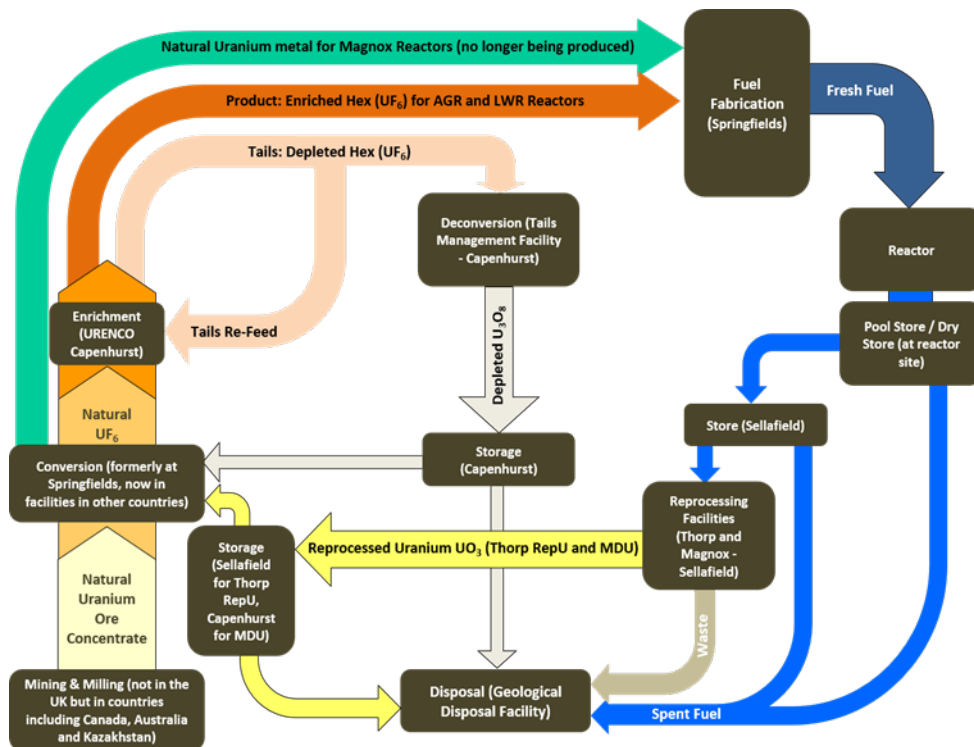 Natural Uranium metal for Magnox Reactors (no longer being produced)
Product: Enriched Hex (UF₆) for AGR and LWR Reactors
Tails: Depleted Hex (UF₆)
Fuel
Fabrication
(Springfields)
Fresh Fuel
Deconversion (Tails
Management Facility
- Capenhurst)
Reactor
Enrichment
(URENCO
Capenhurst)
Tails Re-Feed
Depleted U₃O₈
Pool Store / Dry
Store (at reactor
site)
Natural
UF₆
Store (Sellafield)
Conversion (formerly at
Springfields, now in
facilities in other countries)
Storage
(Capenhurst)
Reprocessing
Facilities
(Thorp and
Magnox -
Sellafield)
Storage
(Sellafield
for Thorp
RepU,
Capenhurst
for MDU)
Reprocessed Uranium UO₃ (Thorp RepU and MDU)
Natural
Uranium
Ore
Concentrate
Waste
Mining & Milling (not in the
UK but in countries
including Canada, Australia
and Kazakhstan)
Disposal (Geological
Disposal Facility)
Spent Fuel